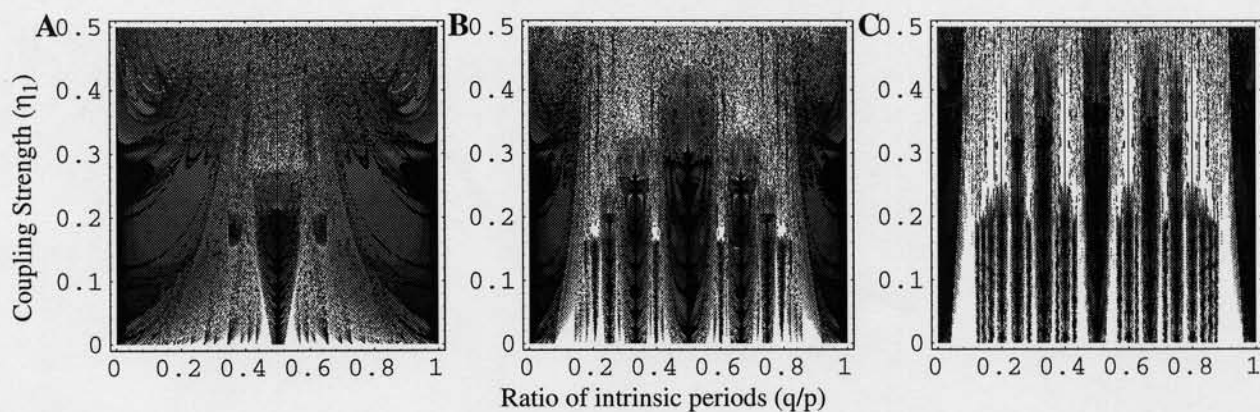 A 0.5 B 0.5 C 0.5
0.4 0.4 0.4
0.3 0.3 0.3
0.2 0.2 0.2
0.1 0.1 0.1
0 0 0
0 0.2 0.4 0.6 0.8 1 0 0.2 0.4 0.6 0.8 1 0 0.2 0.4 0.6 0.8 1
Coupling Strength (η1)
Ratio of intrinsic periods (q/p)